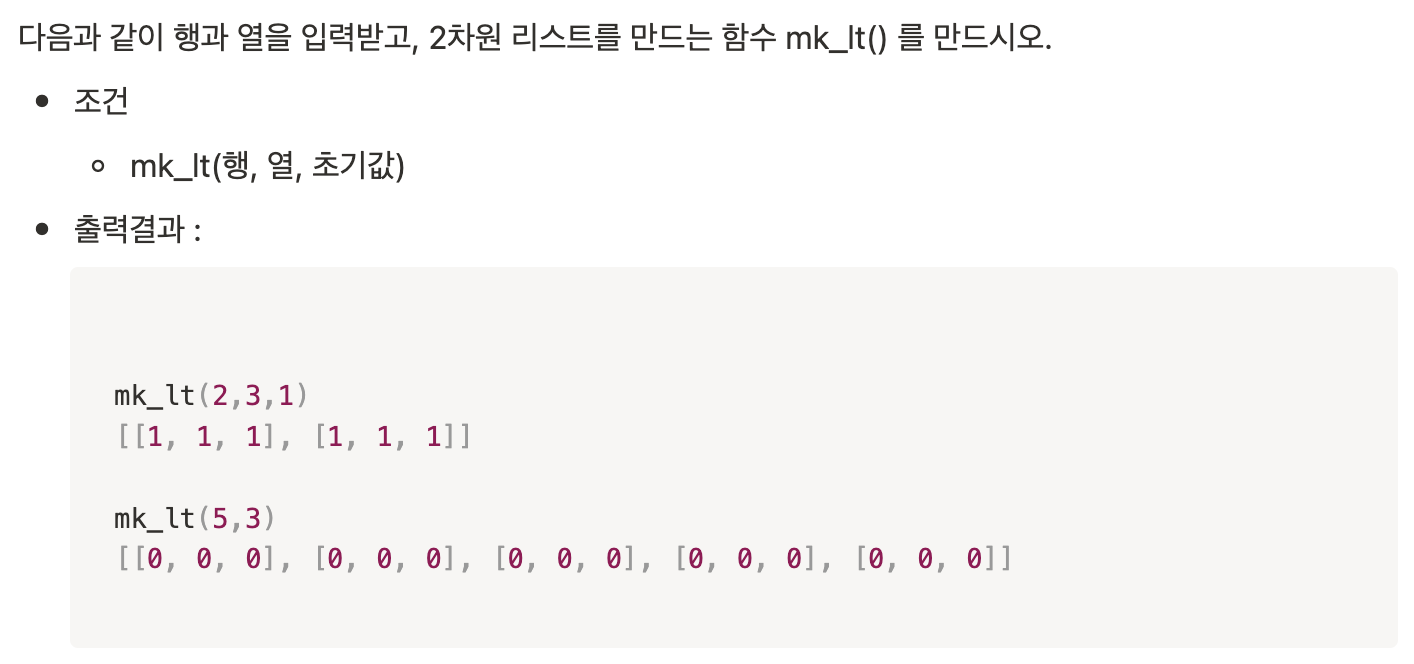 다음과 같이 행과 열을 입력받고, 2차원 리스트를 만드는 함수 mk_lt() 를 만드시오.
• 조건
◦ mk_lt(행, 열, 초기값)
• 출력결과 :
mk_lt(2,3,1)
[[1, 1, 1], [1, 1, 1]]
mk_lt(5,3)
[[0, 0, 0], [0, 0, 0], [0, 0, 0], [0, 0, 0], [0, 0, 0]]